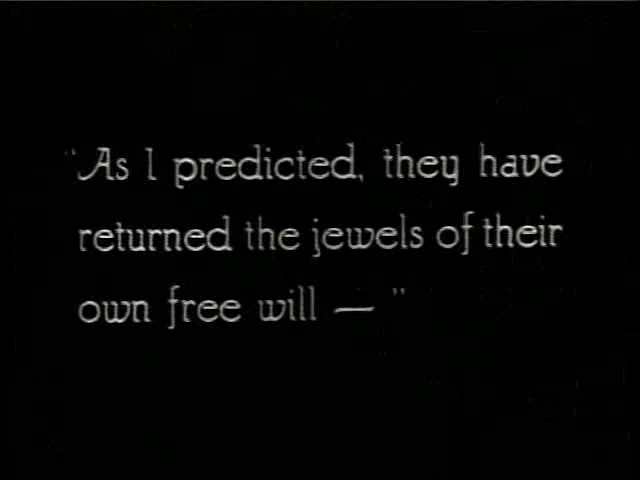 "As I predicted, they have
returned the jewels of their
own free will — "